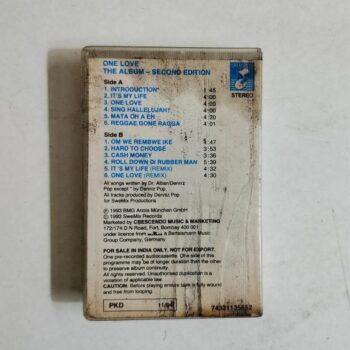 ONE LOVE
THE ALBUM – SECOND EDITION
STEREO
Side A
1. INTRODUCTION* 1:45
2. IT'S MY LIFE 4:00
3. ONE LOVE 4:00
4. SING HALLELUJAH! 4:00
5. MATA OH A EH
6. REGGAE GONE RAGGA 4:01
Side B
1. OM WE REMBWE IKE 4:47
2. HARD TO CHOOSE 3:53
3. CASH MONEY 3:36
4. ROLL DOWN DI RUBBER MAN 4:39
5. IT'S MY LIFE (REMIX) 4:32
6. ONE LOVE (REMIX) 4:30
All songs written by Dr. Alban/Denniz
Pop except * by Denniz Pop.
All tracks produced by Denniz Pop
for SweMix Productions
℗ 1993 BMG Ariola München GmbH
© 1993 SweMix Records
Marketed by CRESCENDO MUSIC & MARKETING
172/174 D N Road, Fort, Bombay 400 001
under licence from a Bertelsmann Music
Group Company, Germany
FOR SALE IN INDIA ONLY. NOT FOR EXPORT.
One pre-recorded audiocassette. One side of this
programme may be of longer duration than the other
to preserve album continuity.
All rights reserved. Unauthorised duplication is a
violation of applicable laws.
CAUTION: Before playing ensure tape is fully wound
and free from looping.
PKD